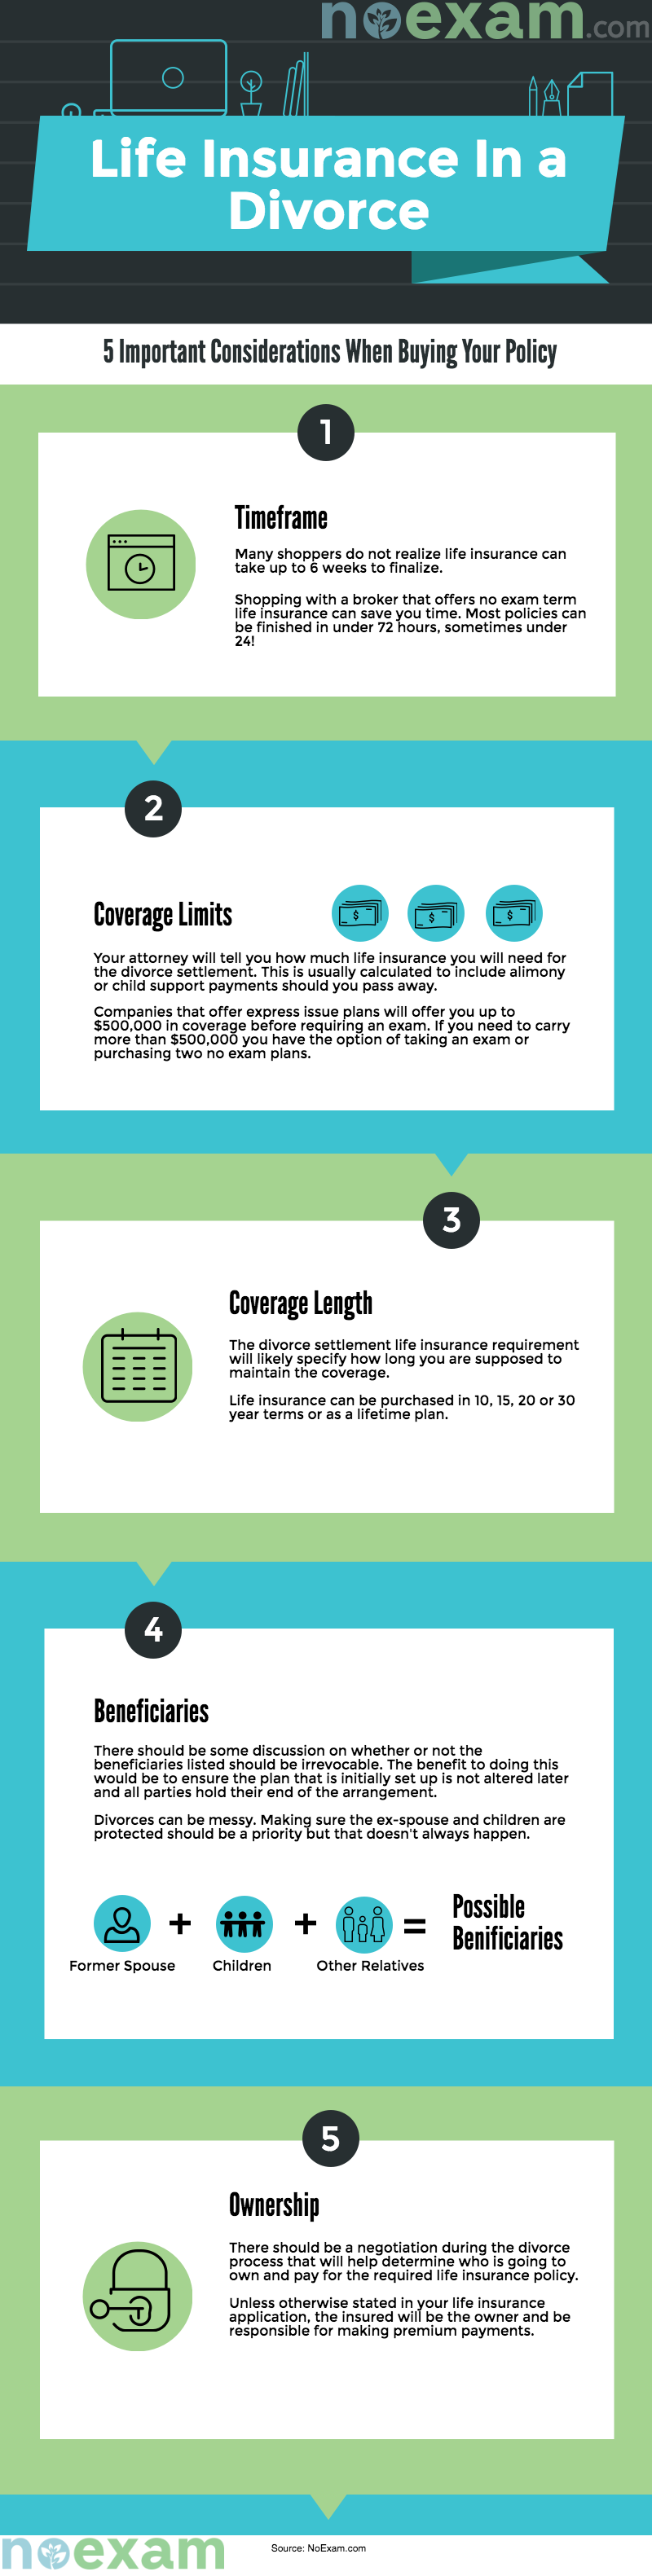 noexam.com
Life Insurance In a
Divorce
5 Important Considerations When Buying Your Policy
1
Timeframe
Many shoppers do not realize life insurance can
take up to 6 weeks to finalize.
Shopping with a broker that offers no exam term
life insurance can save you time. Most policies can
be finished in under 72 hours, sometimes under
24!
2
Coverage Limits
$ $ $
Your attorney will tell you how much life insurance you will need for
the divorce settlement. This is usually calculated to include alimony
or child support payments should you pass away.
Companies that offer express issue plans will offer you up to
$500,000 in coverage before requiring an exam. If you need to carry
more than $500,000 you have the option of taking an exam or
purchasing two no exam plans.
3
Coverage Length
The divorce settlement life insurance requirement
will likely specify how long you are supposed to
maintain the coverage.
Life insurance can be purchased in 10, 15, 20 or 30
year terms or as a lifetime plan.
4
Beneficiaries
There should be some discussion on whether or not the
beneficiaries listed should be irrevocable. The benefit to doing this
would be to ensure the plan that is initially set up is not altered later
and all parties hold their end of the arrangement.
Divorces can be messy. Making sure the ex-spouse and children are
protected should be a priority but that doesn't always happen.
+ + = Possible
Benificiaries
Former Spouse Children Other Relatives
5
Ownership
There should be a negotiation during the divorce
process that will help determine who is going to
own and pay for the required life insurance policy.
Unless otherwise stated in your life insurance
application, the insured will be the owner and be
responsible for making premium payments.
noexam
Source: NoExam.com